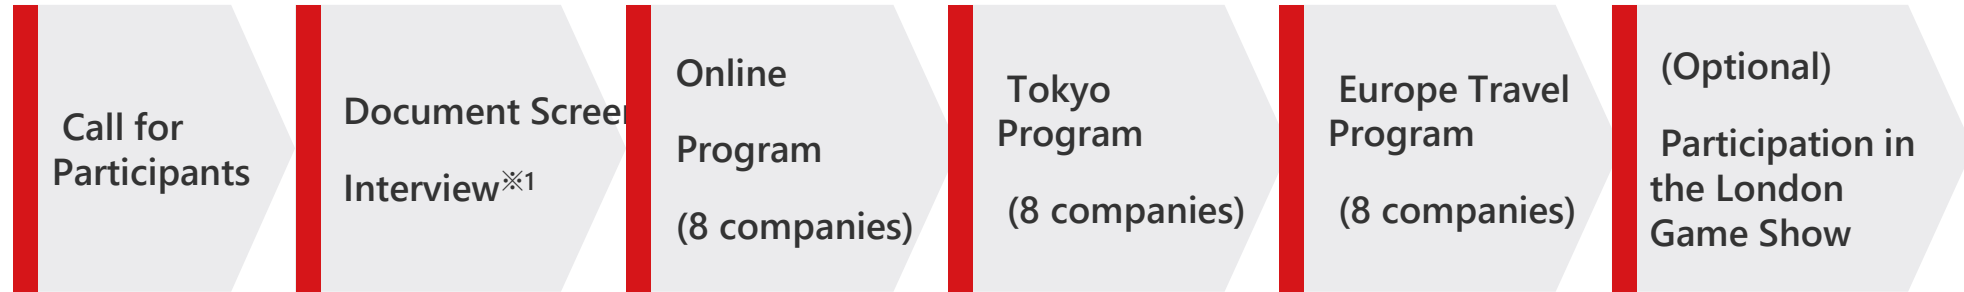 Call for
Participants
Document Scree
Interview※1
Online
Program
(8 companies)
Tokyo
Program
(8 companies)
Europe Travel
Program
(8 companies)
(Optional)
Participation in
the London
Game Show